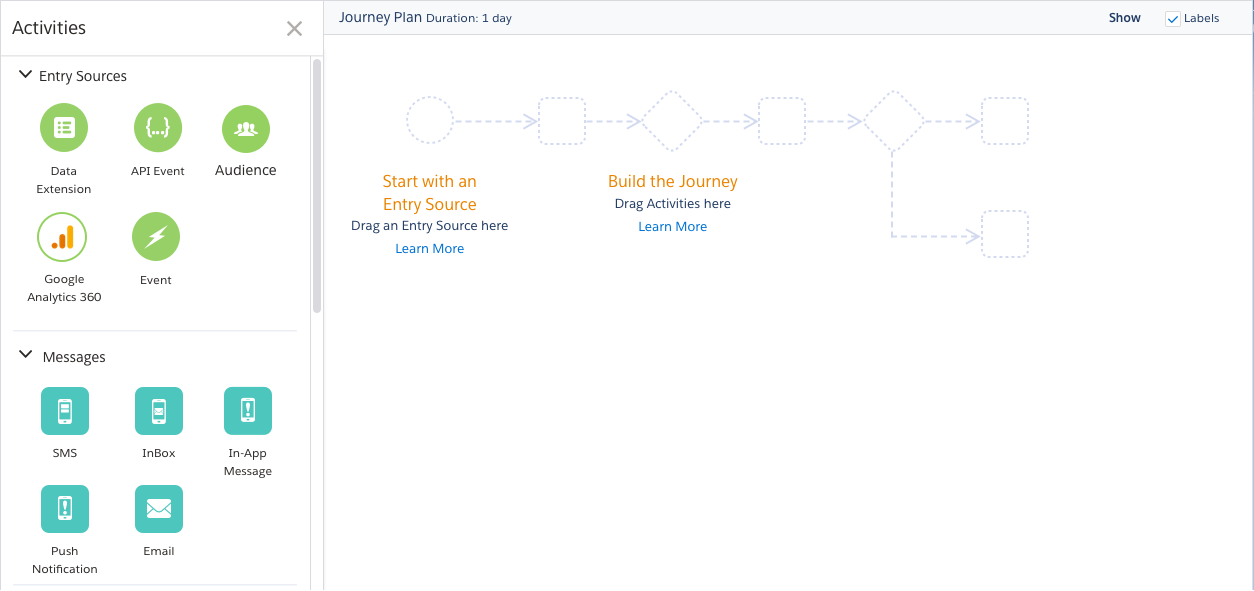 Activities
Journey Plan Duration: 1 day
Show
Labels
Entry Sources
{...}
Data
Extension
API Event
Audience
Google
Analytics 360
Event
Messages
SMS
InBox
In-App
Message
Push
Notification
Email
Start with an
Entry Source
Drag an Entry Source here
Learn More
Build the Journey
Drag Activities here
Learn More